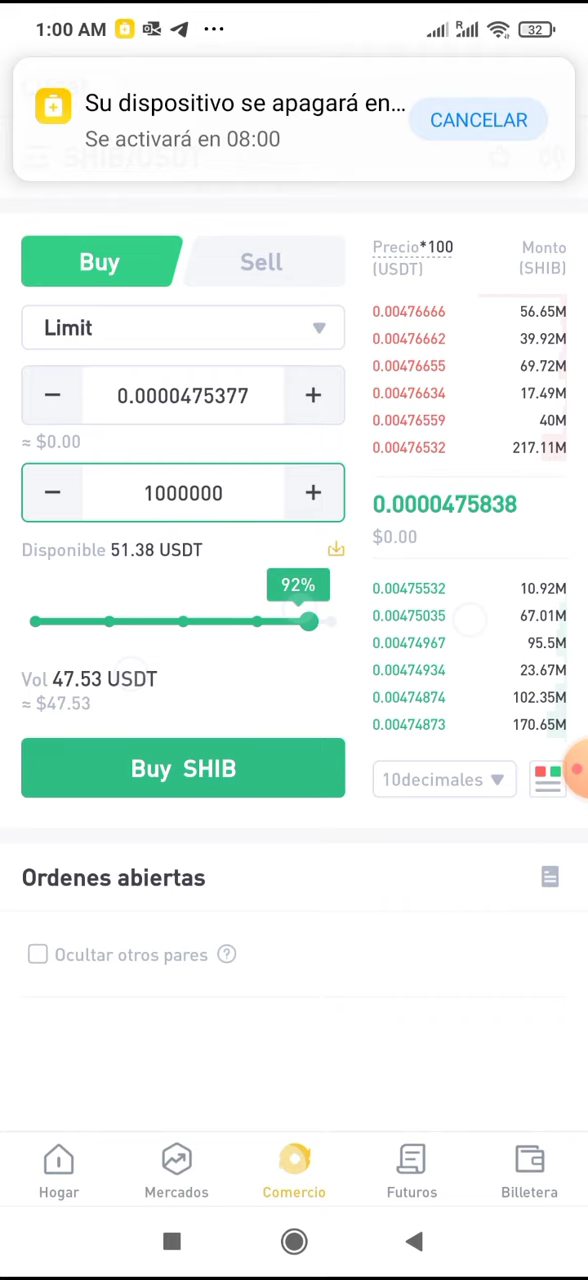 1:00 AM
R
32
Su dispositivo se apagará en...
CANCELAR
Se activará en 08:00
SHIB/USDT
Buy
Sell
Precio*100
(USDT)
Monto
(SHIB)
Limit
0.00476666 56.65M
0.00476662 39.92M
0.00476655 69.72M
0.00476634 17.49M
0.00476559 40M
0.00476532 217.11M
− 0.0000475377 +
≈ $0.00
− 1000000 +
0.0000475838
$0.00
Disponible 51.38 USDT
92%
0.00475532 10.92M
0.00475035 67.01M
0.00474967 95.5M
0.00474934 23.67M
0.00474874 102.35M
0.00474873 170.65M
Vol 47.53 USDT
≈ $47.53
Buy SHIB
10decimales
Ordenes abiertas
Ocultar otros pares ?
Hogar
Mercados
Comercio
Futuros
Billetera